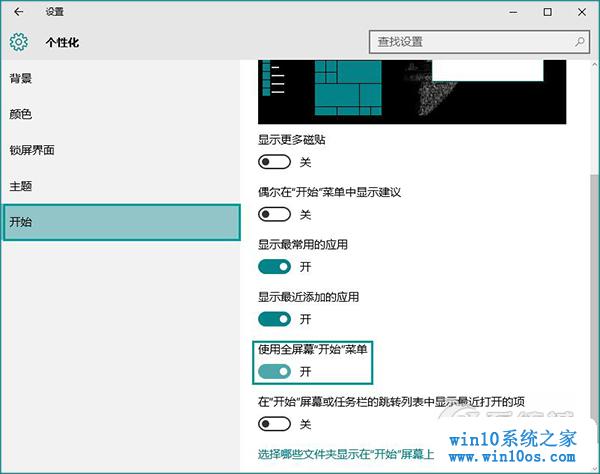 设置
个性化
查找设置
背景
颜色
锁屏界面
主题
开始
显示更多磁贴
关
偶尔在"开始"菜单中显示建议
关
显示最常用的应用
开
显示最近添加的应用
开
使用全屏幕"开始"菜单
开
在"开始"屏幕或任务栏的跳转列表中显示最近打开的项
关
选择哪些文件夹显示在"开始"屏幕上
win10系统之家
www.win10os.com